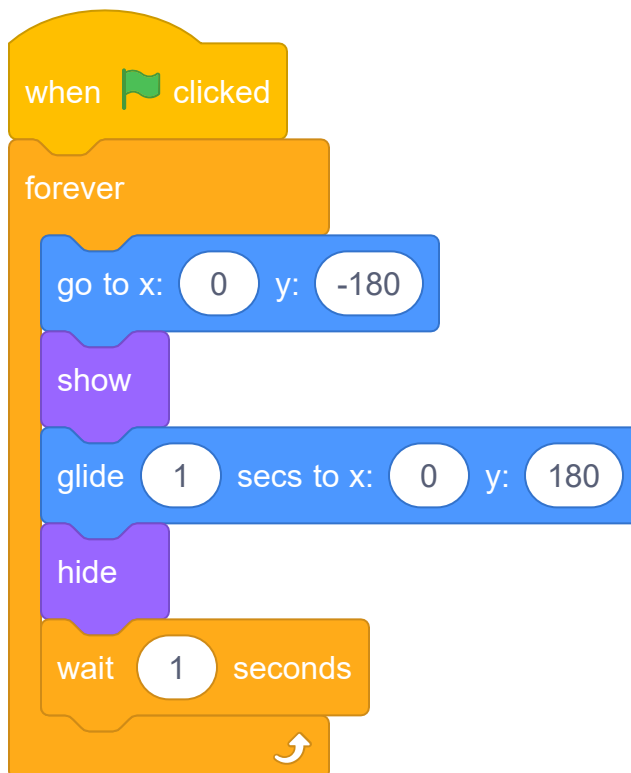 when clicked
forever
go to x: 0 y: -180
show
glide 1 secs to x: 0 y: 180
hide
wait 1 seconds